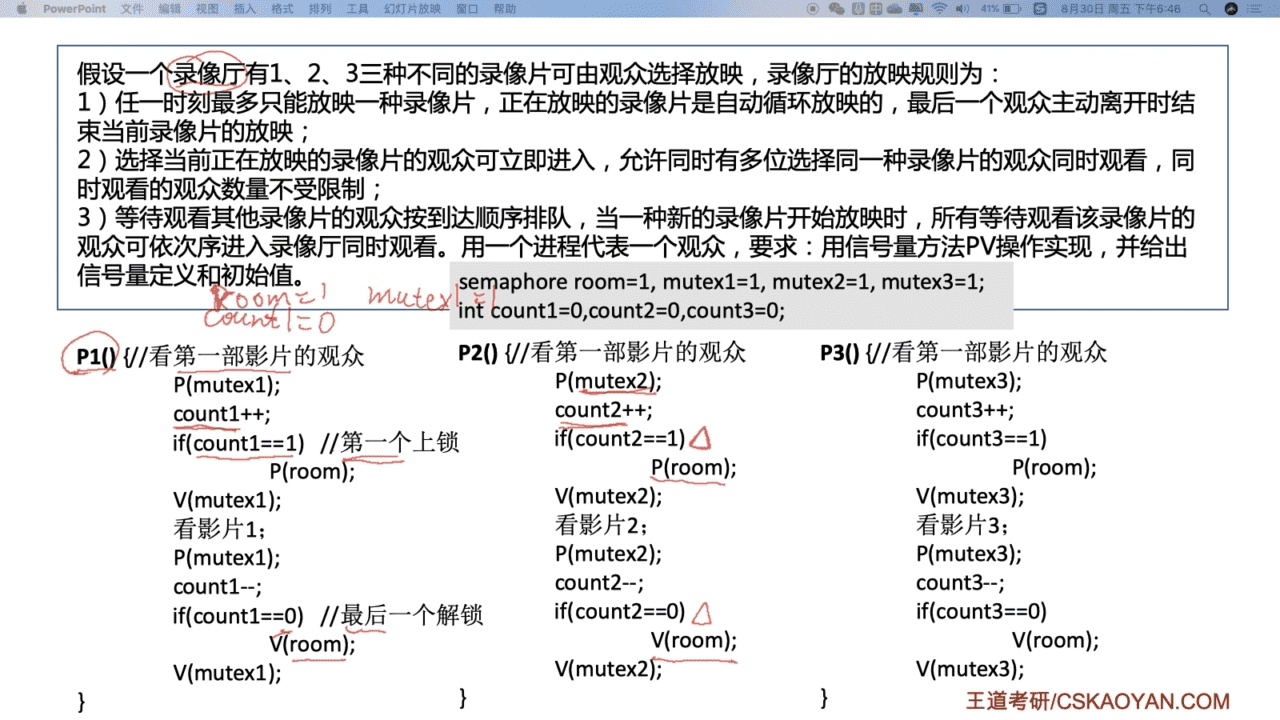 PowerPoint 文件 编辑 视图 插入 格式 排列 工具 幻灯片放映 窗口 帮助 41% 8月30日 周五 下午6:46
假设一个录像厅有1、2、3三种不同的录像片可由观众选择放映，录像厅的放映规则为：
1）任一时刻最多只能放映一种录像片，正在放映的录像片是自动循环放映的，最后一个观众主动离开时结
束当前录像片的放映；
2）选择当前正在放映的录像片的观众可立即进入，允许同时有多位选择同一种录像片的观众同时观看，同
时观看的观众数量不受限制；
3）等待观看其他录像片的观众按到达顺序排队，当一种新的录像片开始放映时，所有等待观看该录像片的
观众可依次序进入录像厅同时观看。用一个进程代表一个观众，要求：用信号量方法PV操作实现，并给出
信号量定义和初始值。
semaphore room=1, mutex1=1, mutex2=1, mutex3=1;
int count1=0,count2=0,count3=0;
room=1 mutex1=1
count1=0
P1() {//看第一部影片的观众
P(mutex1);
count1++;
if(count1==1) //第一个上锁
P(room);
V(mutex1);
看影片1；
P(mutex1);
count1--;
if(count1==0) //最后一个解锁
V(room);
V(mutex1);
}
P2() {//看第一部影片的观众
P(mutex2);
count2++;
if(count2==1)
P(room);
V(mutex2);
看影片2；
P(mutex2);
count2--;
if(count2==0)
V(room);
V(mutex2);
}
P3() {//看第一部影片的观众
P(mutex3);
count3++;
if(count3==1)
P(room);
V(mutex3);
看影片3；
P(mutex3);
count3--;
if(count3==0)
V(room);
V(mutex3);
}
王道考研/CSKAOYAN.COM